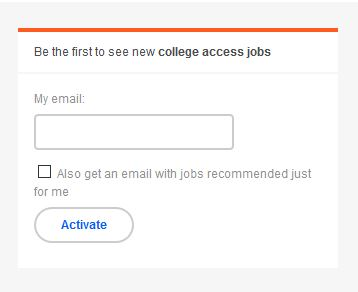 Be the first to see new college access jobs
My email:
Also get an email with jobs recommended just
for me
Activate